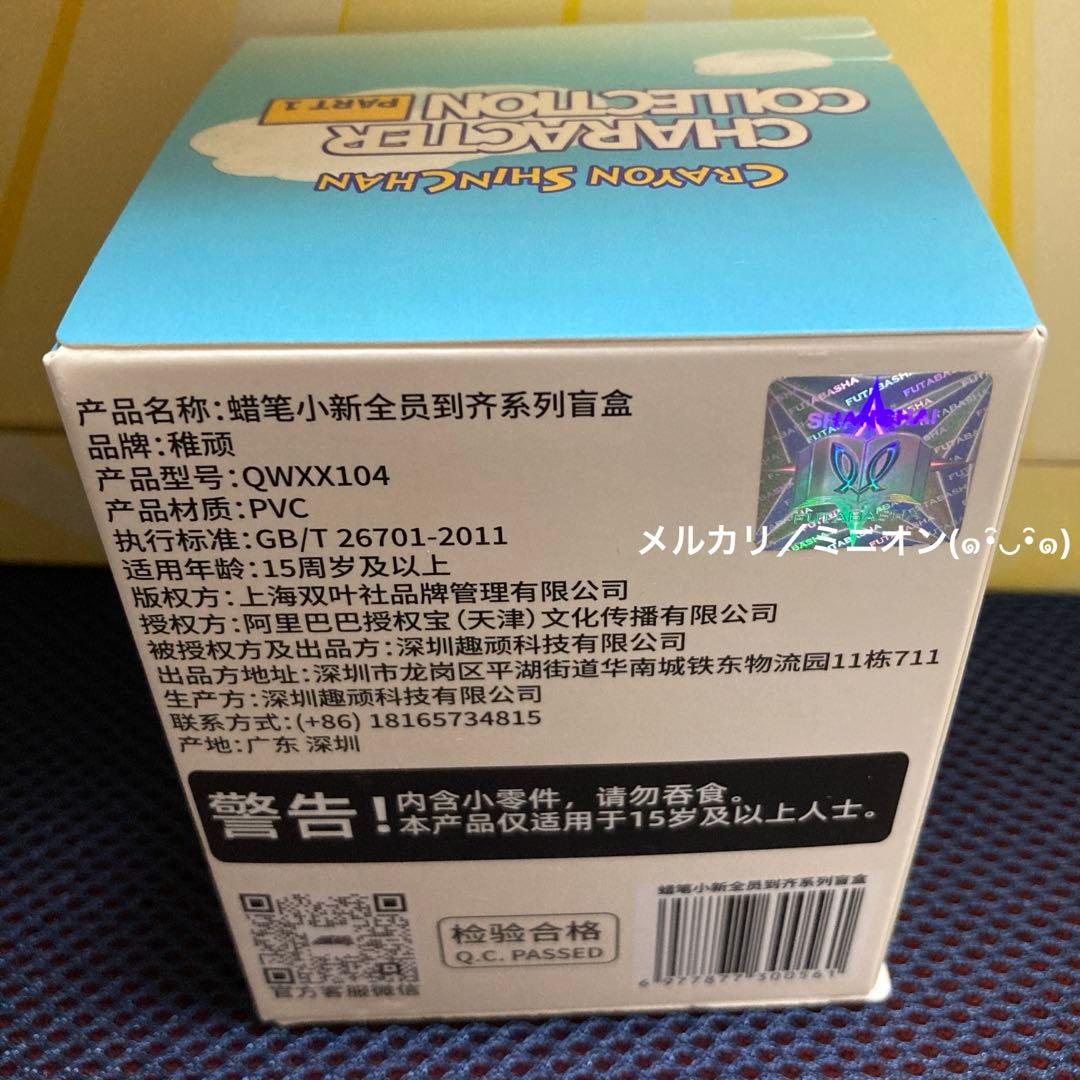 CRAYON SHINCHAN
CHARACTER
COLLECTION PART 1
产品名称:蜡笔小新全员到齐系列盲盒
品牌:稚顽
产品型号:QWXX104
产品材质:PVC
执行标准:GB/T 26701-2011
适用年龄:15周岁及以上
版权方:上海双叶社品牌管理有限公司
授权方:阿里巴巴授权宝(天津)文化传播有限公司
被授权方及出品方:深圳趣顽科技有限公司
出品方地址:深圳市龙岗区平湖街道华南城铁东物流园11栋711
生产方:深圳趣顽科技有限公司
联系方式:(+86) 18165734815
产地:广东 深圳
FUTABASHA
メルカリ/ミニオン(๑･̑◡･̑๑)
警告!
内含小零件，请勿吞食。
本产品仅适用于15岁及以上人士。
官方客服微信
检验合格
Q.C. PASSED
蜡笔小新全员到齐系列盲盒
6 977877 300561